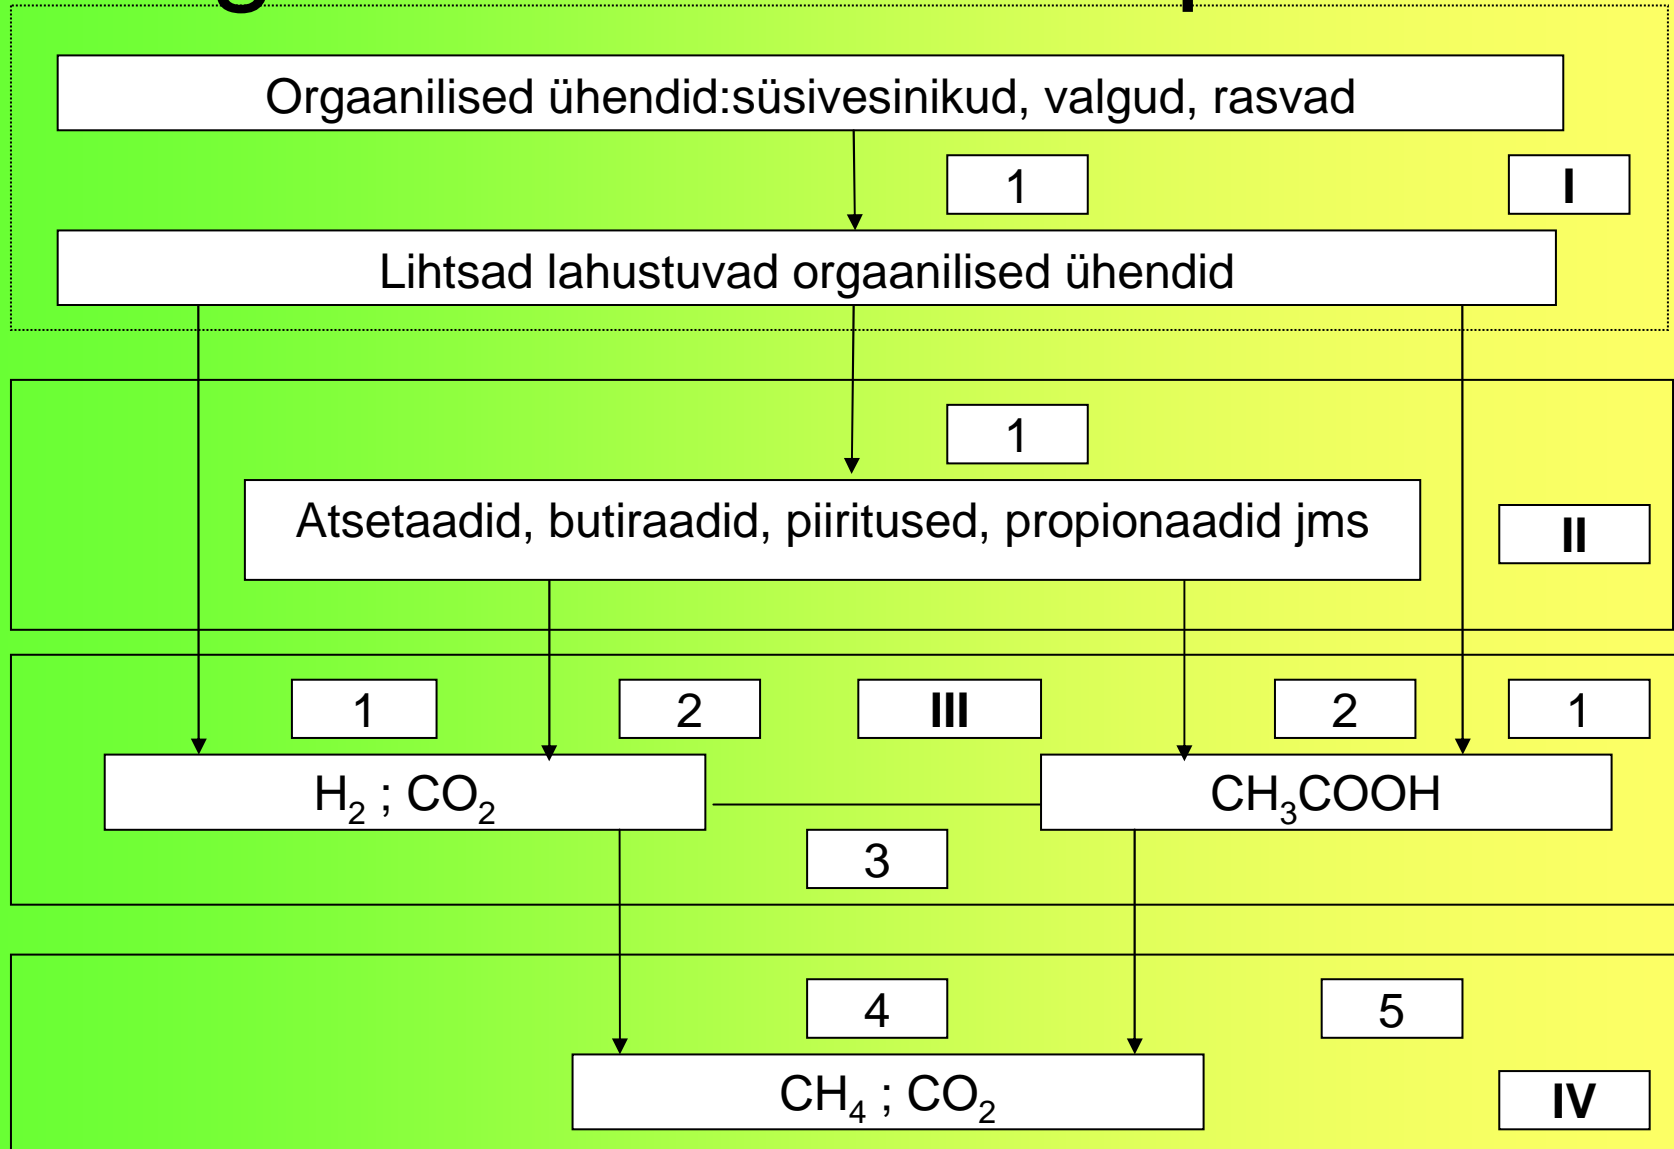 Orgaanilised ühendid:süsivesinikud, valgud, rasvad
1
I
Lihtsad lahustuvad orgaanilised ühendid
1
Atsetaadid, butiraadid, piiritused, propionaadid jms
II
1
2
III
2
1
H₂ ; CO₂
CH₃COOH
3
4
5
CH₄ ; CO₂
IV